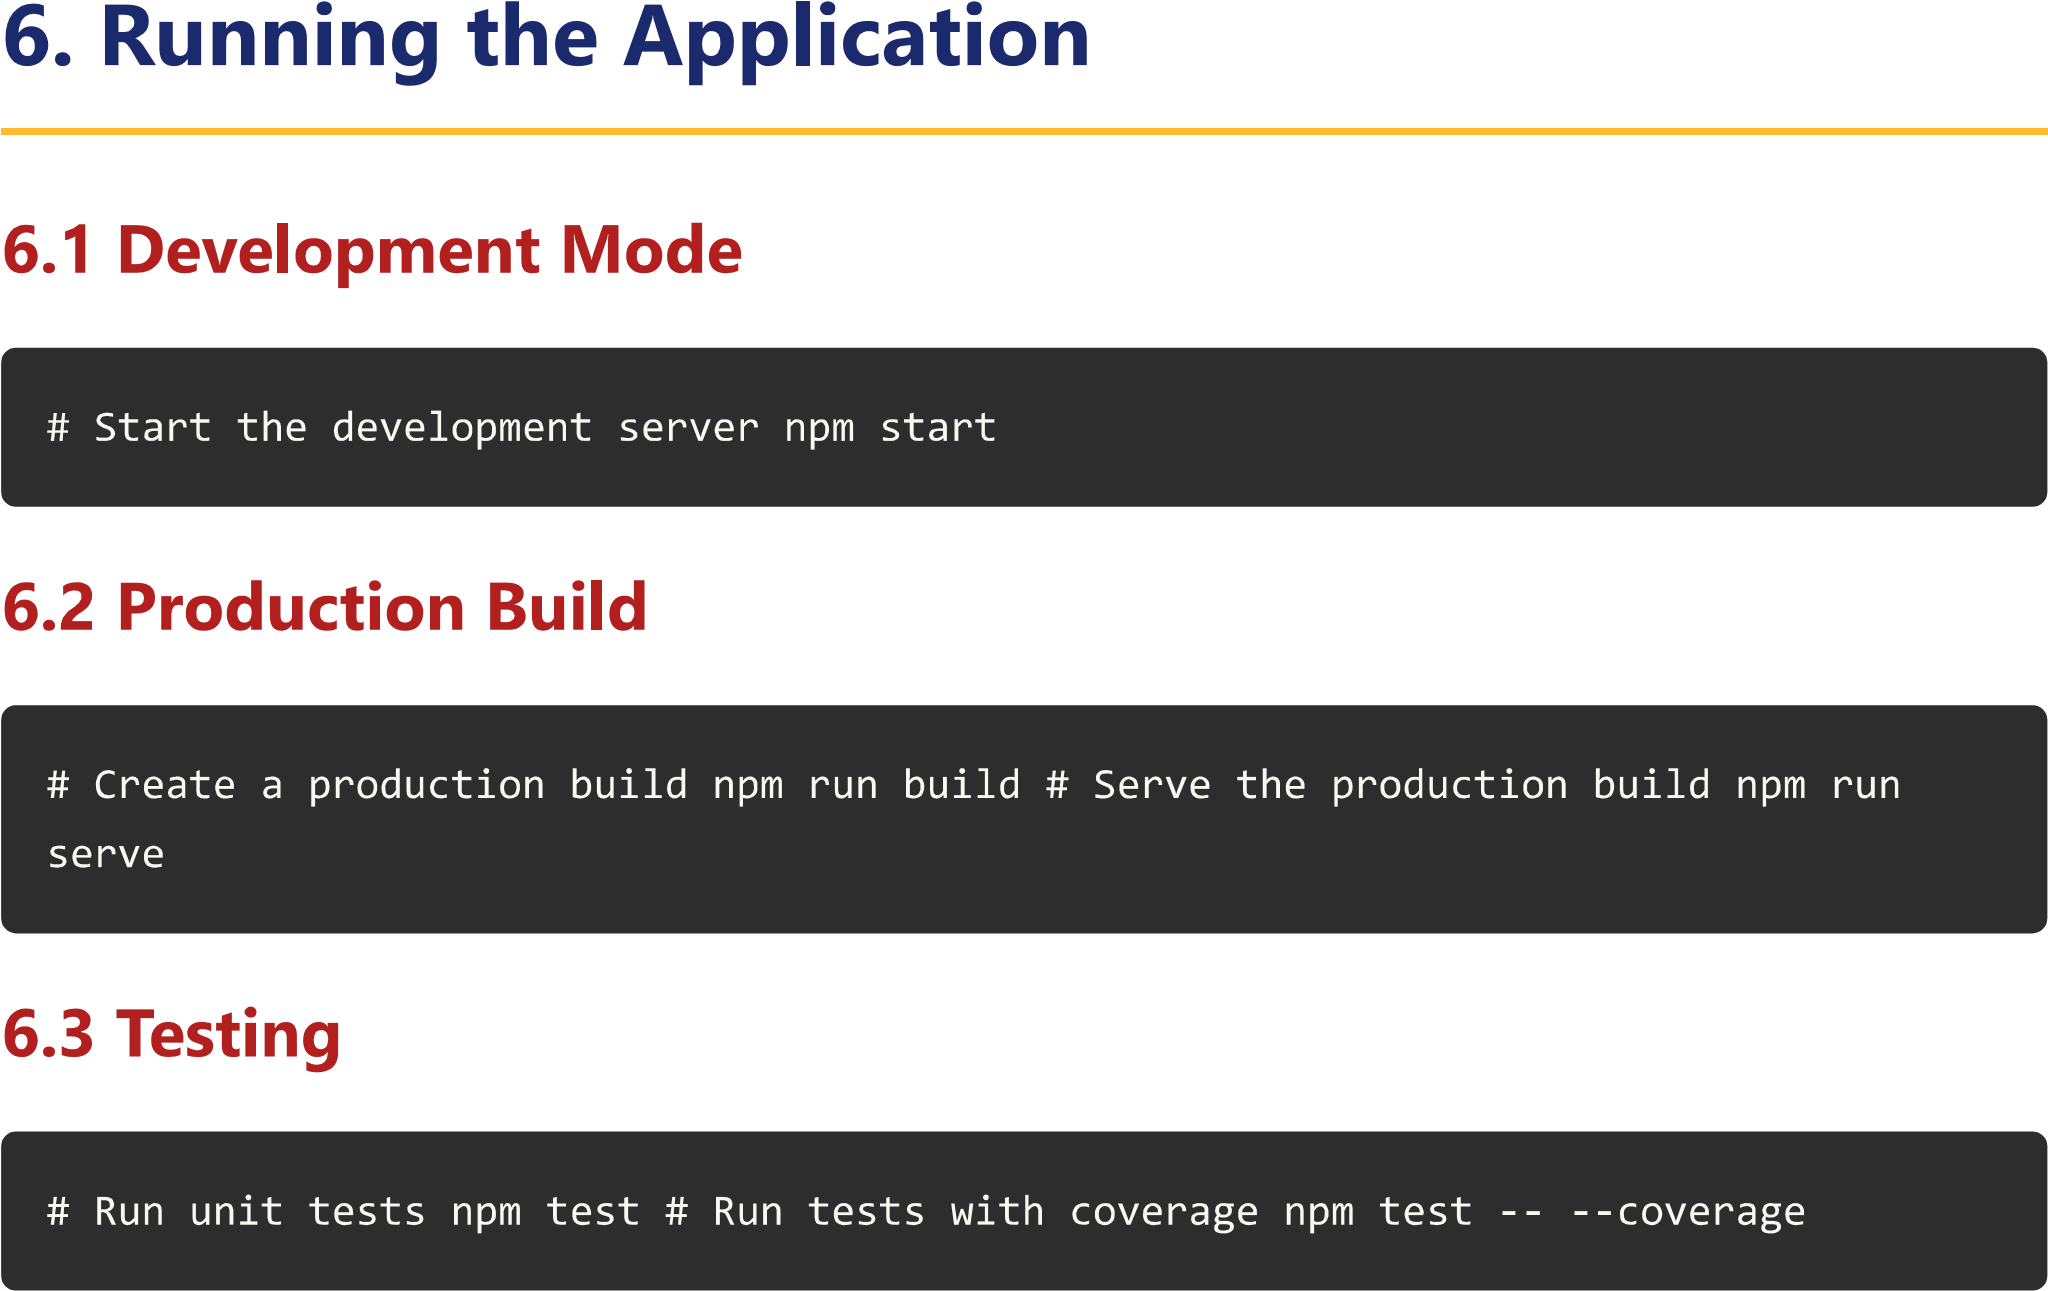 6. Running the Application
6.1 Development Mode
# Start the development server npm start
6.2 Production Build
# Create a production build npm run build # Serve the production build npm run
serve
6.3 Testing
# Run unit tests npm test # Run tests with coverage npm test -- --coverage